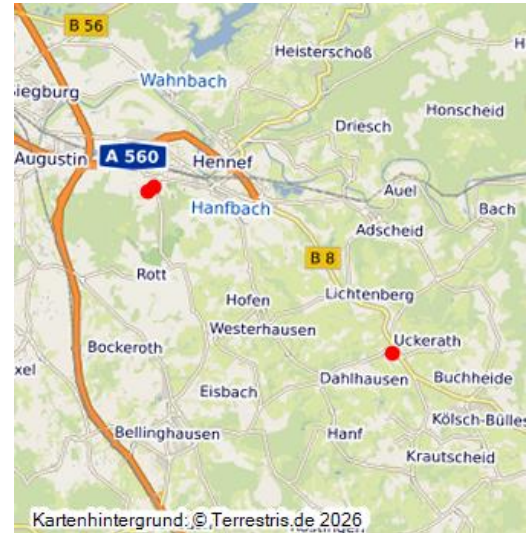 B 56
Heisterschoß
Wahnbach
Siegburg
Honscheid
Driesch
Augustin
A 560
Hennef
Auel
Hanfbach
Bach
Adscheid
B 8
Rott
Hofen
Lichtenberg
Westerhausen
Uckerath
Bockeroth
xel
Dahlhausen
Buchheide
Eisbach
Kölsch-Bülles
Bellinghausen
Hanf
Krautscheid
Kartenhintergrund: © Terrestris.de 2026